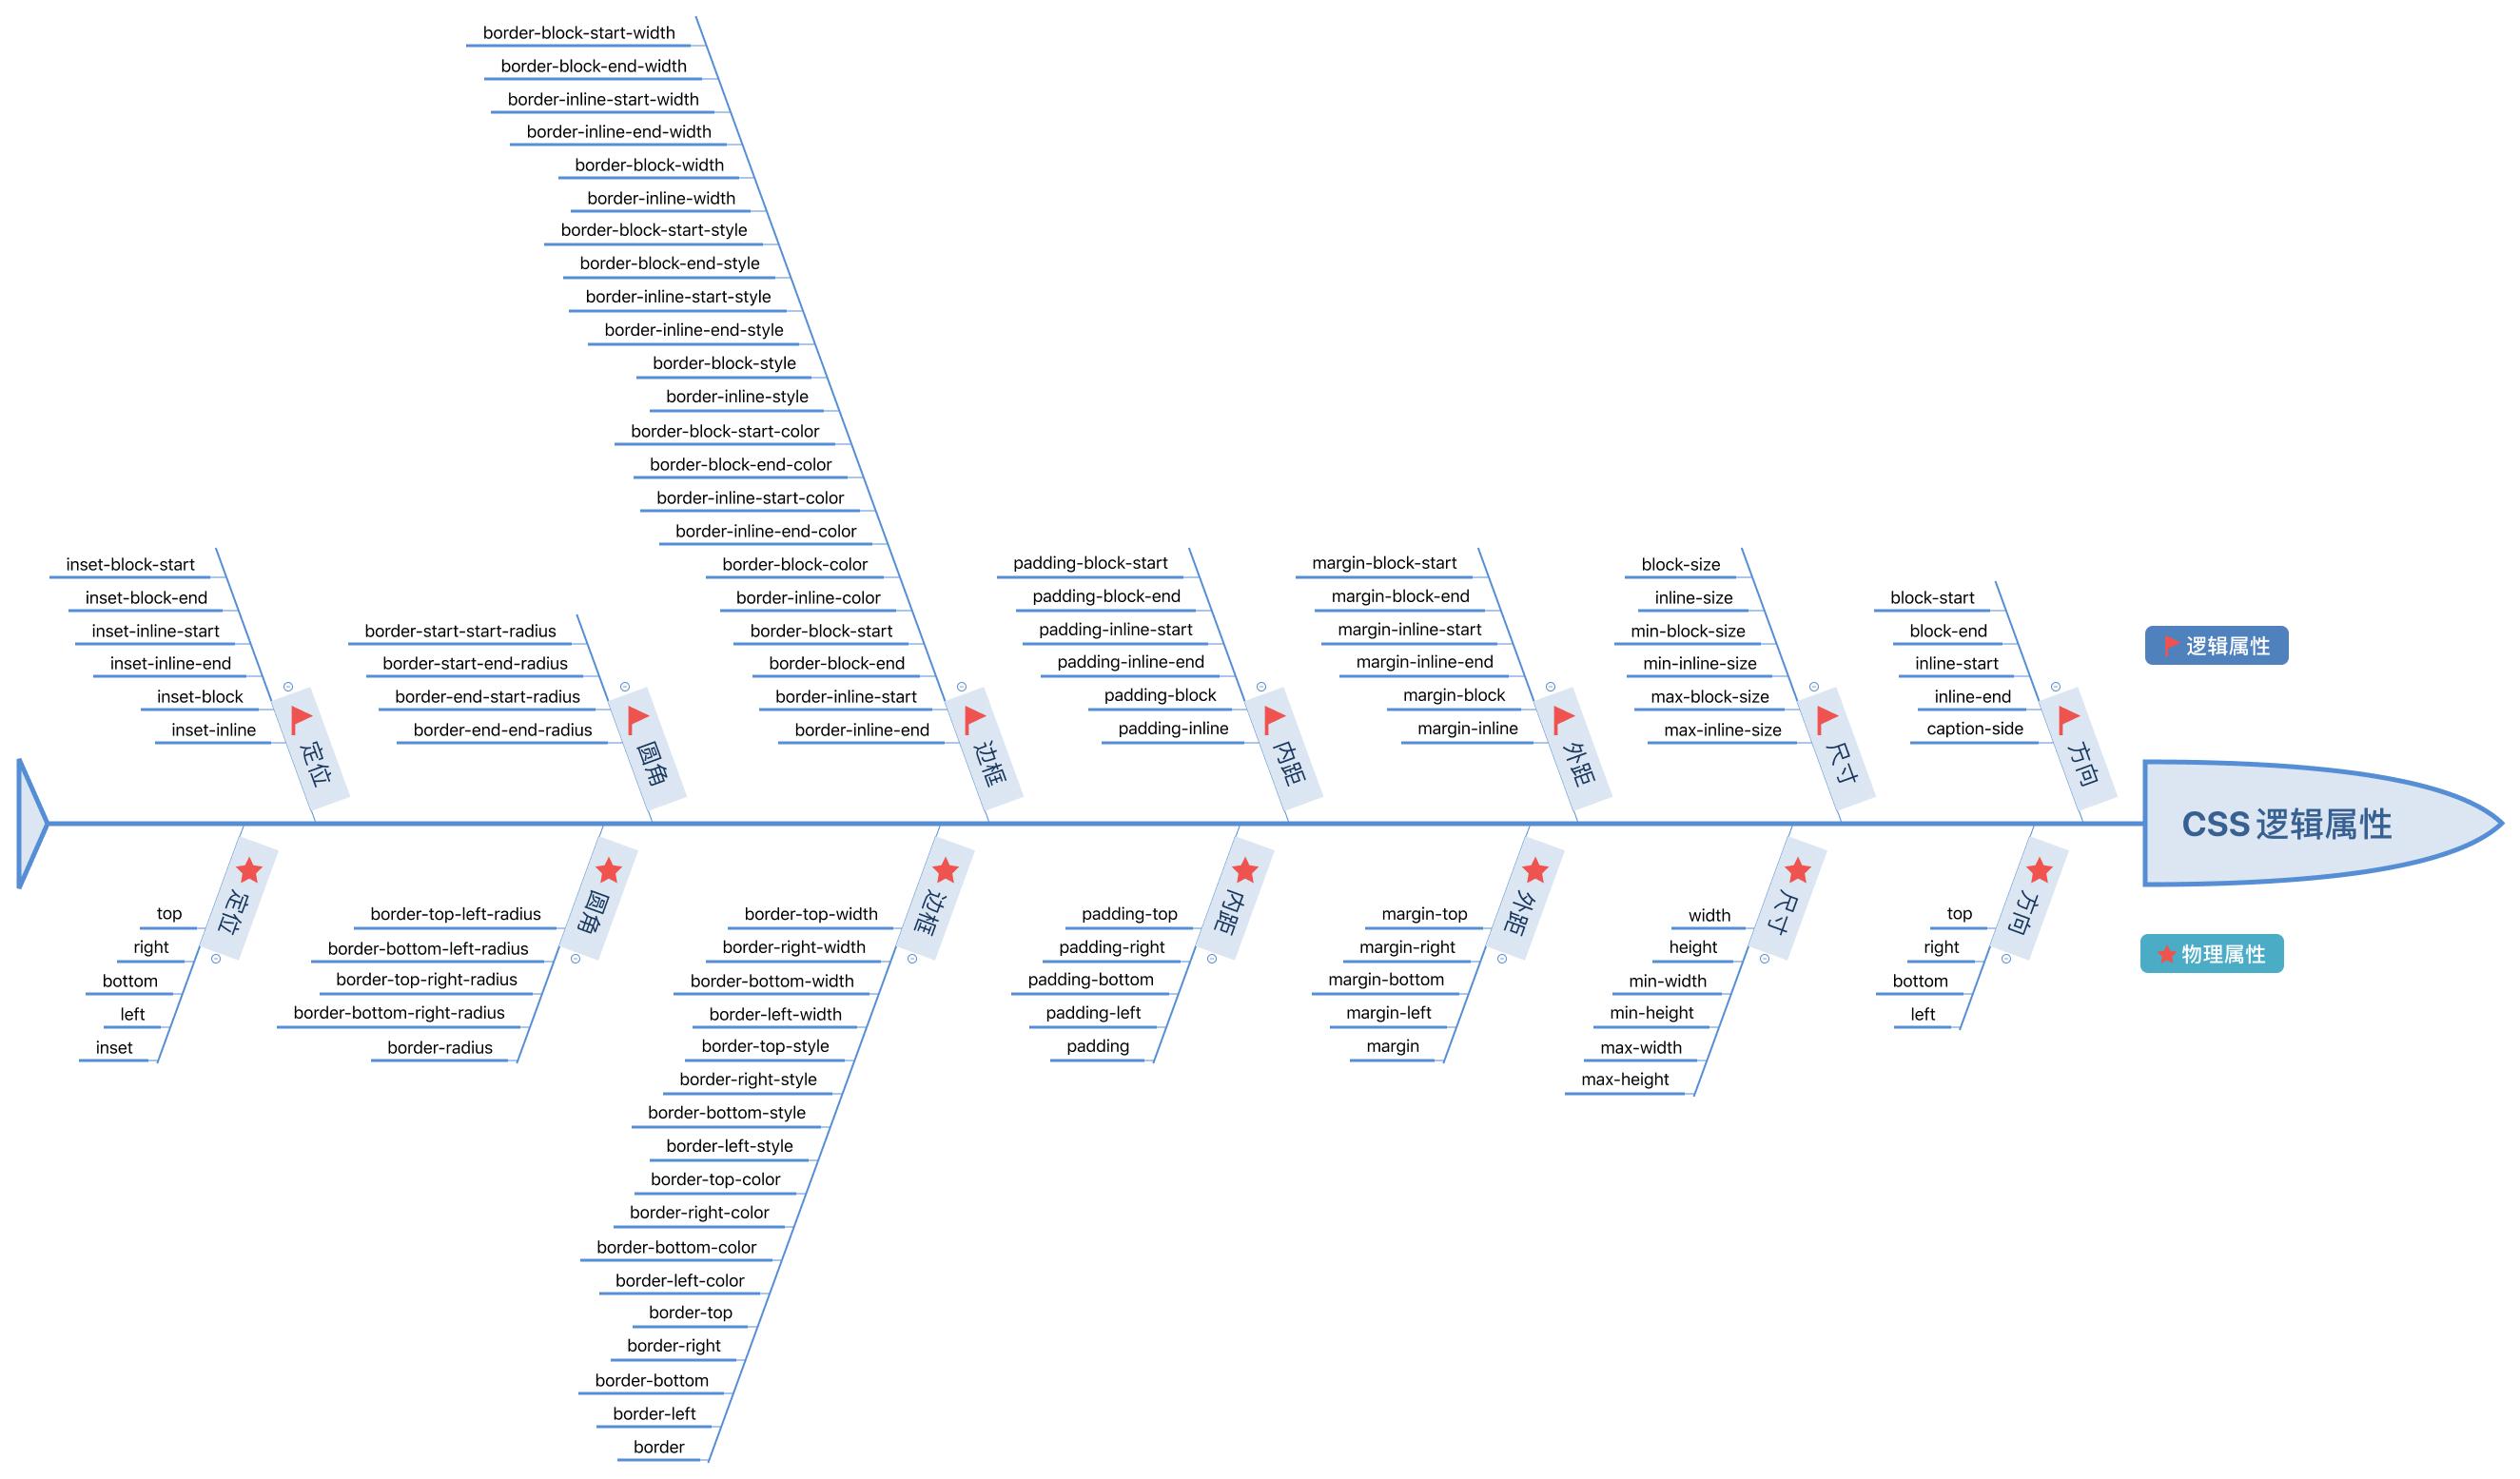 border-block-start-width
border-block-end-width
border-inline-start-width
border-inline-end-width
border-block-width
border-inline-width
border-block-start-style
border-block-end-style
border-inline-start-style
border-inline-end-style
border-block-style
border-inline-style
border-block-start-color
border-block-end-color
border-inline-start-color
border-inline-end-color
border-block-color
border-inline-color
border-block-start
border-block-end
border-inline-start
border-inline-end
边框
inset-block-start
inset-block-end
inset-inline-start
inset-inline-end
inset-block
inset-inline
定位
border-start-start-radius
border-start-end-radius
border-end-start-radius
border-end-end-radius
圆角
padding-block-start
padding-block-end
padding-inline-start
padding-inline-end
padding-block
padding-inline
内距
margin-block-start
margin-block-end
margin-inline-start
margin-inline-end
margin-block
margin-inline
外距
block-size
inline-size
min-block-size
min-inline-size
max-block-size
max-inline-size
尺寸
block-start
block-end
inline-start
inline-end
caption-side
方向
逻辑属性
CSS 逻辑属性
物理属性
定位
top
right
bottom
left
inset
圆角
border-top-left-radius
border-bottom-left-radius
border-top-right-radius
border-bottom-right-radius
border-radius
边框
border-top-width
border-right-width
border-bottom-width
border-left-width
border-top-style
border-right-style
border-bottom-style
border-left-style
border-top-color
border-right-color
border-bottom-color
border-left-color
border-top
border-right
border-bottom
border-left
border
内距
padding-top
padding-right
padding-bottom
padding-left
padding
外距
margin-top
margin-right
margin-bottom
margin-left
margin
尺寸
width
height
min-width
min-height
max-width
max-height
方向
top
right
bottom
left